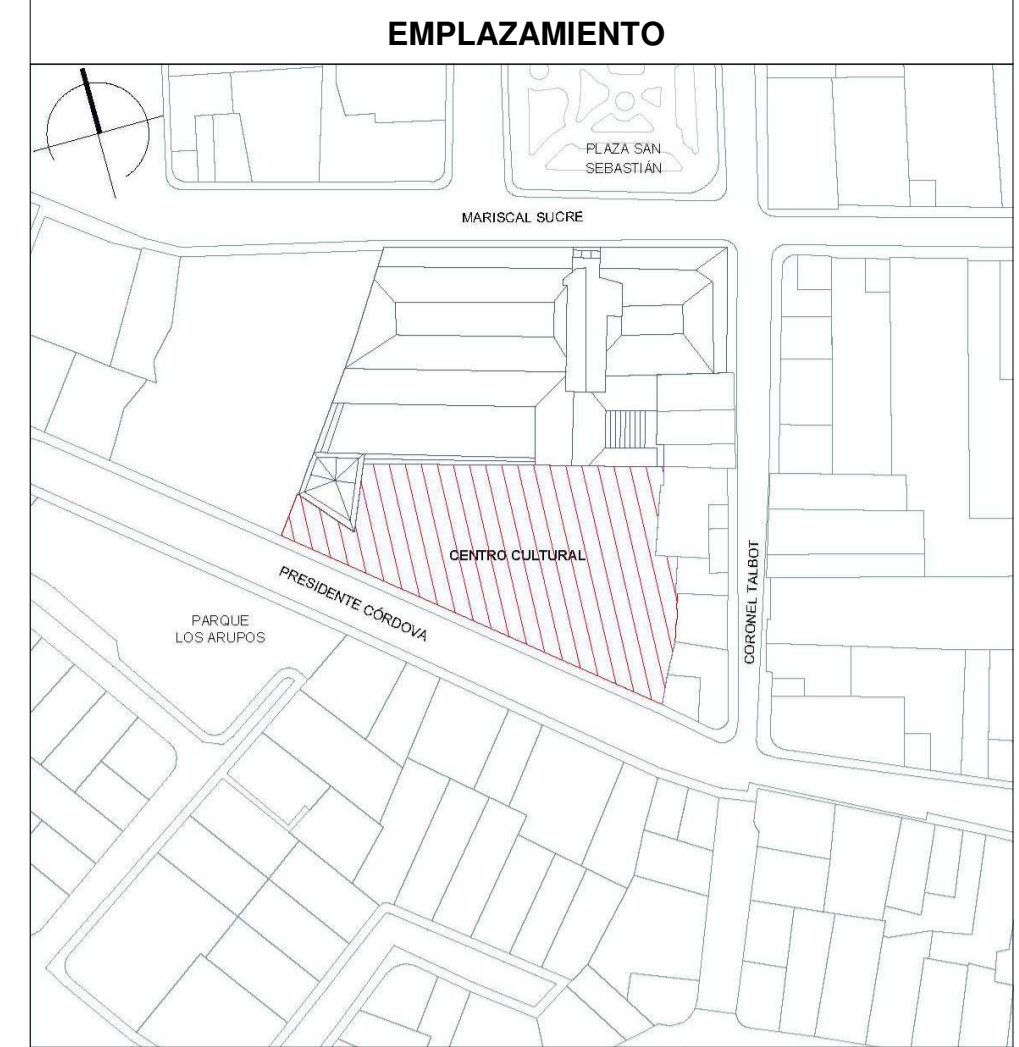 EMPLAZAMIENTO
PLAZA SAN
SEBASTIÁN
MARISCAL SUCRE
CENTRO CULTURAL
CORONEL TALBOT
PRESIDENTE CÓRDOVA
PARQUE
LOS ARUPOS